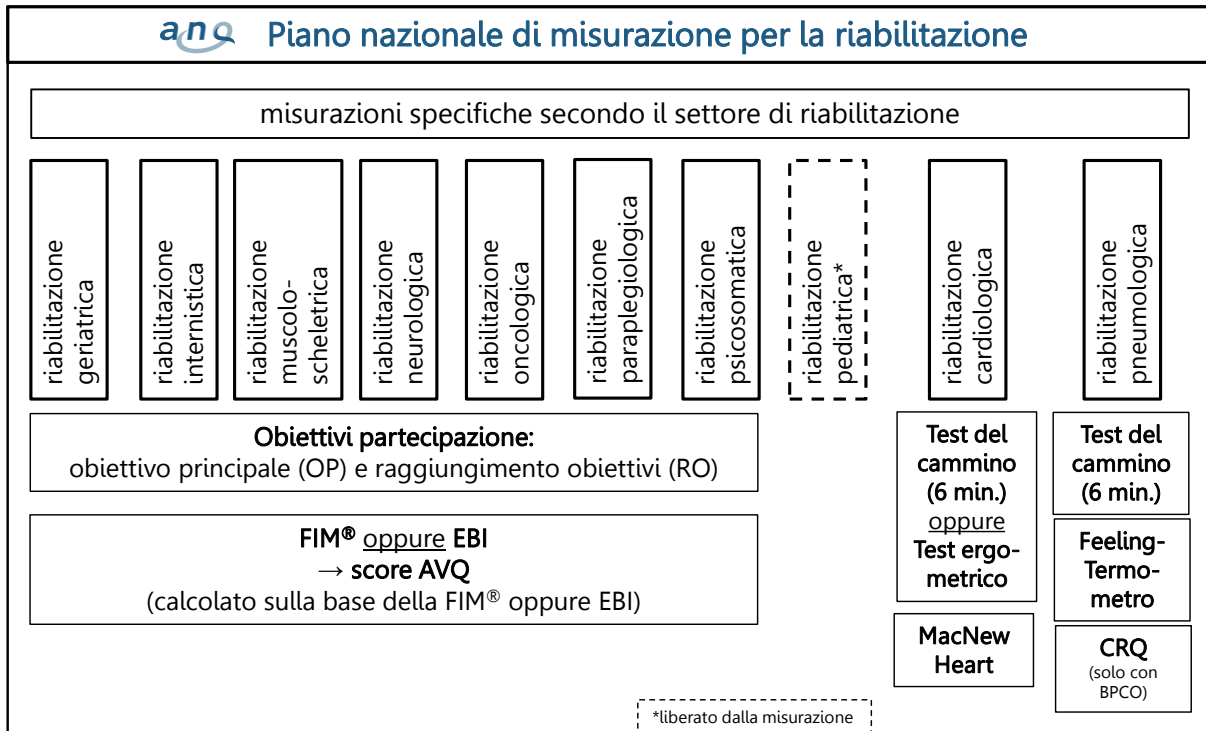 anq Piano nazionale di misurazione per la riabilitazione
misurazioni specifiche secondo il settore di riabilitazione
riabilitazione
geriatrica
riabilitazione
internistica
riabilitazione
muscolo-
scheletrica
riabilitazione
neurologica
riabilitazione
oncologica
riabilitazione
paraplegiologica
riabilitazione
psicosomatica
riabilitazione
pediatrica*
riabilitazione
cardiologica
riabilitazione
pneumologica
Obiettivi partecipazione:
obiettivo principale (OP) e raggiungimento obiettivi (RO)
FIM® oppure EBI
→ score AVQ
(calcolato sulla base della FIM® oppure EBI)
Test del
cammino
(6 min.)
oppure
Test ergo-
metrico
MacNew
Heart
Test del
cammino
(6 min.)
Feeling-
Termo-
metro
CRQ
(solo con
BPCO)
*liberato dalla misurazione